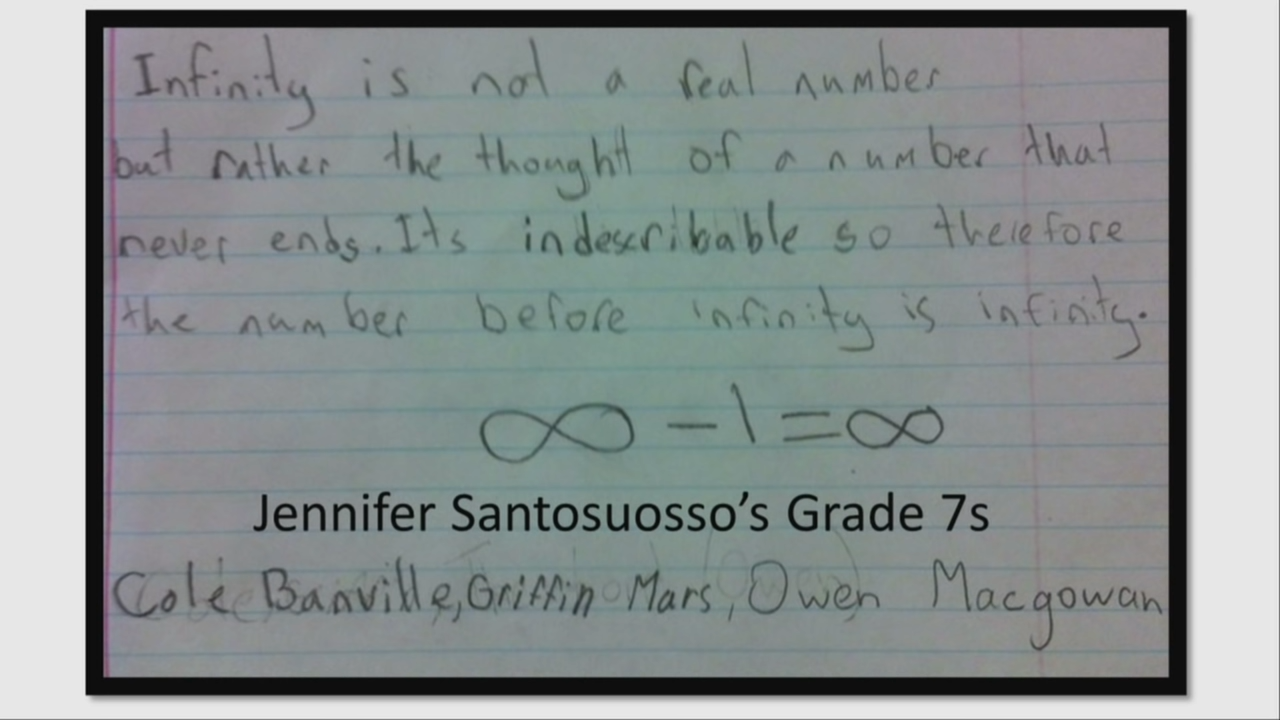 Infinity is not a real number
but rather the thought of a number that
never ends. Its indescribable so therefore
the number before infinity is infinity.
∞ - 1 = ∞
Jennifer Santosuosso’s Grade 7s
Cole Banville, Griffin Mars, Owen Macgowan